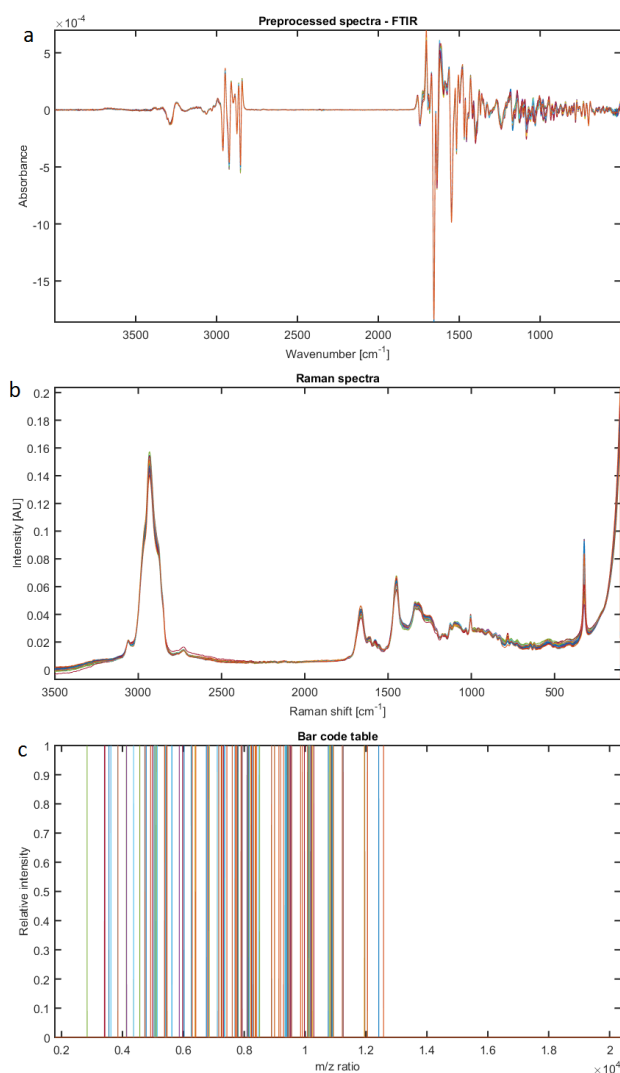 a
Preprocessed spectra - FTIR
×10⁻⁴
5
0
-5
-10
-15
Absorbance
3500 3000 2500 2000 1500 1000
Wavenumber [cm⁻¹]
b
Raman spectra
0.2
0.18
0.16
0.14
0.12
0.1
0.08
0.06
0.04
0.02
0
Intensity [AU]
3500 3000 2500 2000 1500 1000 500
Raman shift [cm⁻¹]
c
Bar code table
1
0.9
0.8
0.7
0.6
0.5
0.4
0.3
0.2
0.1
0
Relative intensity
0.2 0.4 0.6 0.8 1 1.2 1.4 1.6 1.8 2
m/z ratio
×10⁴